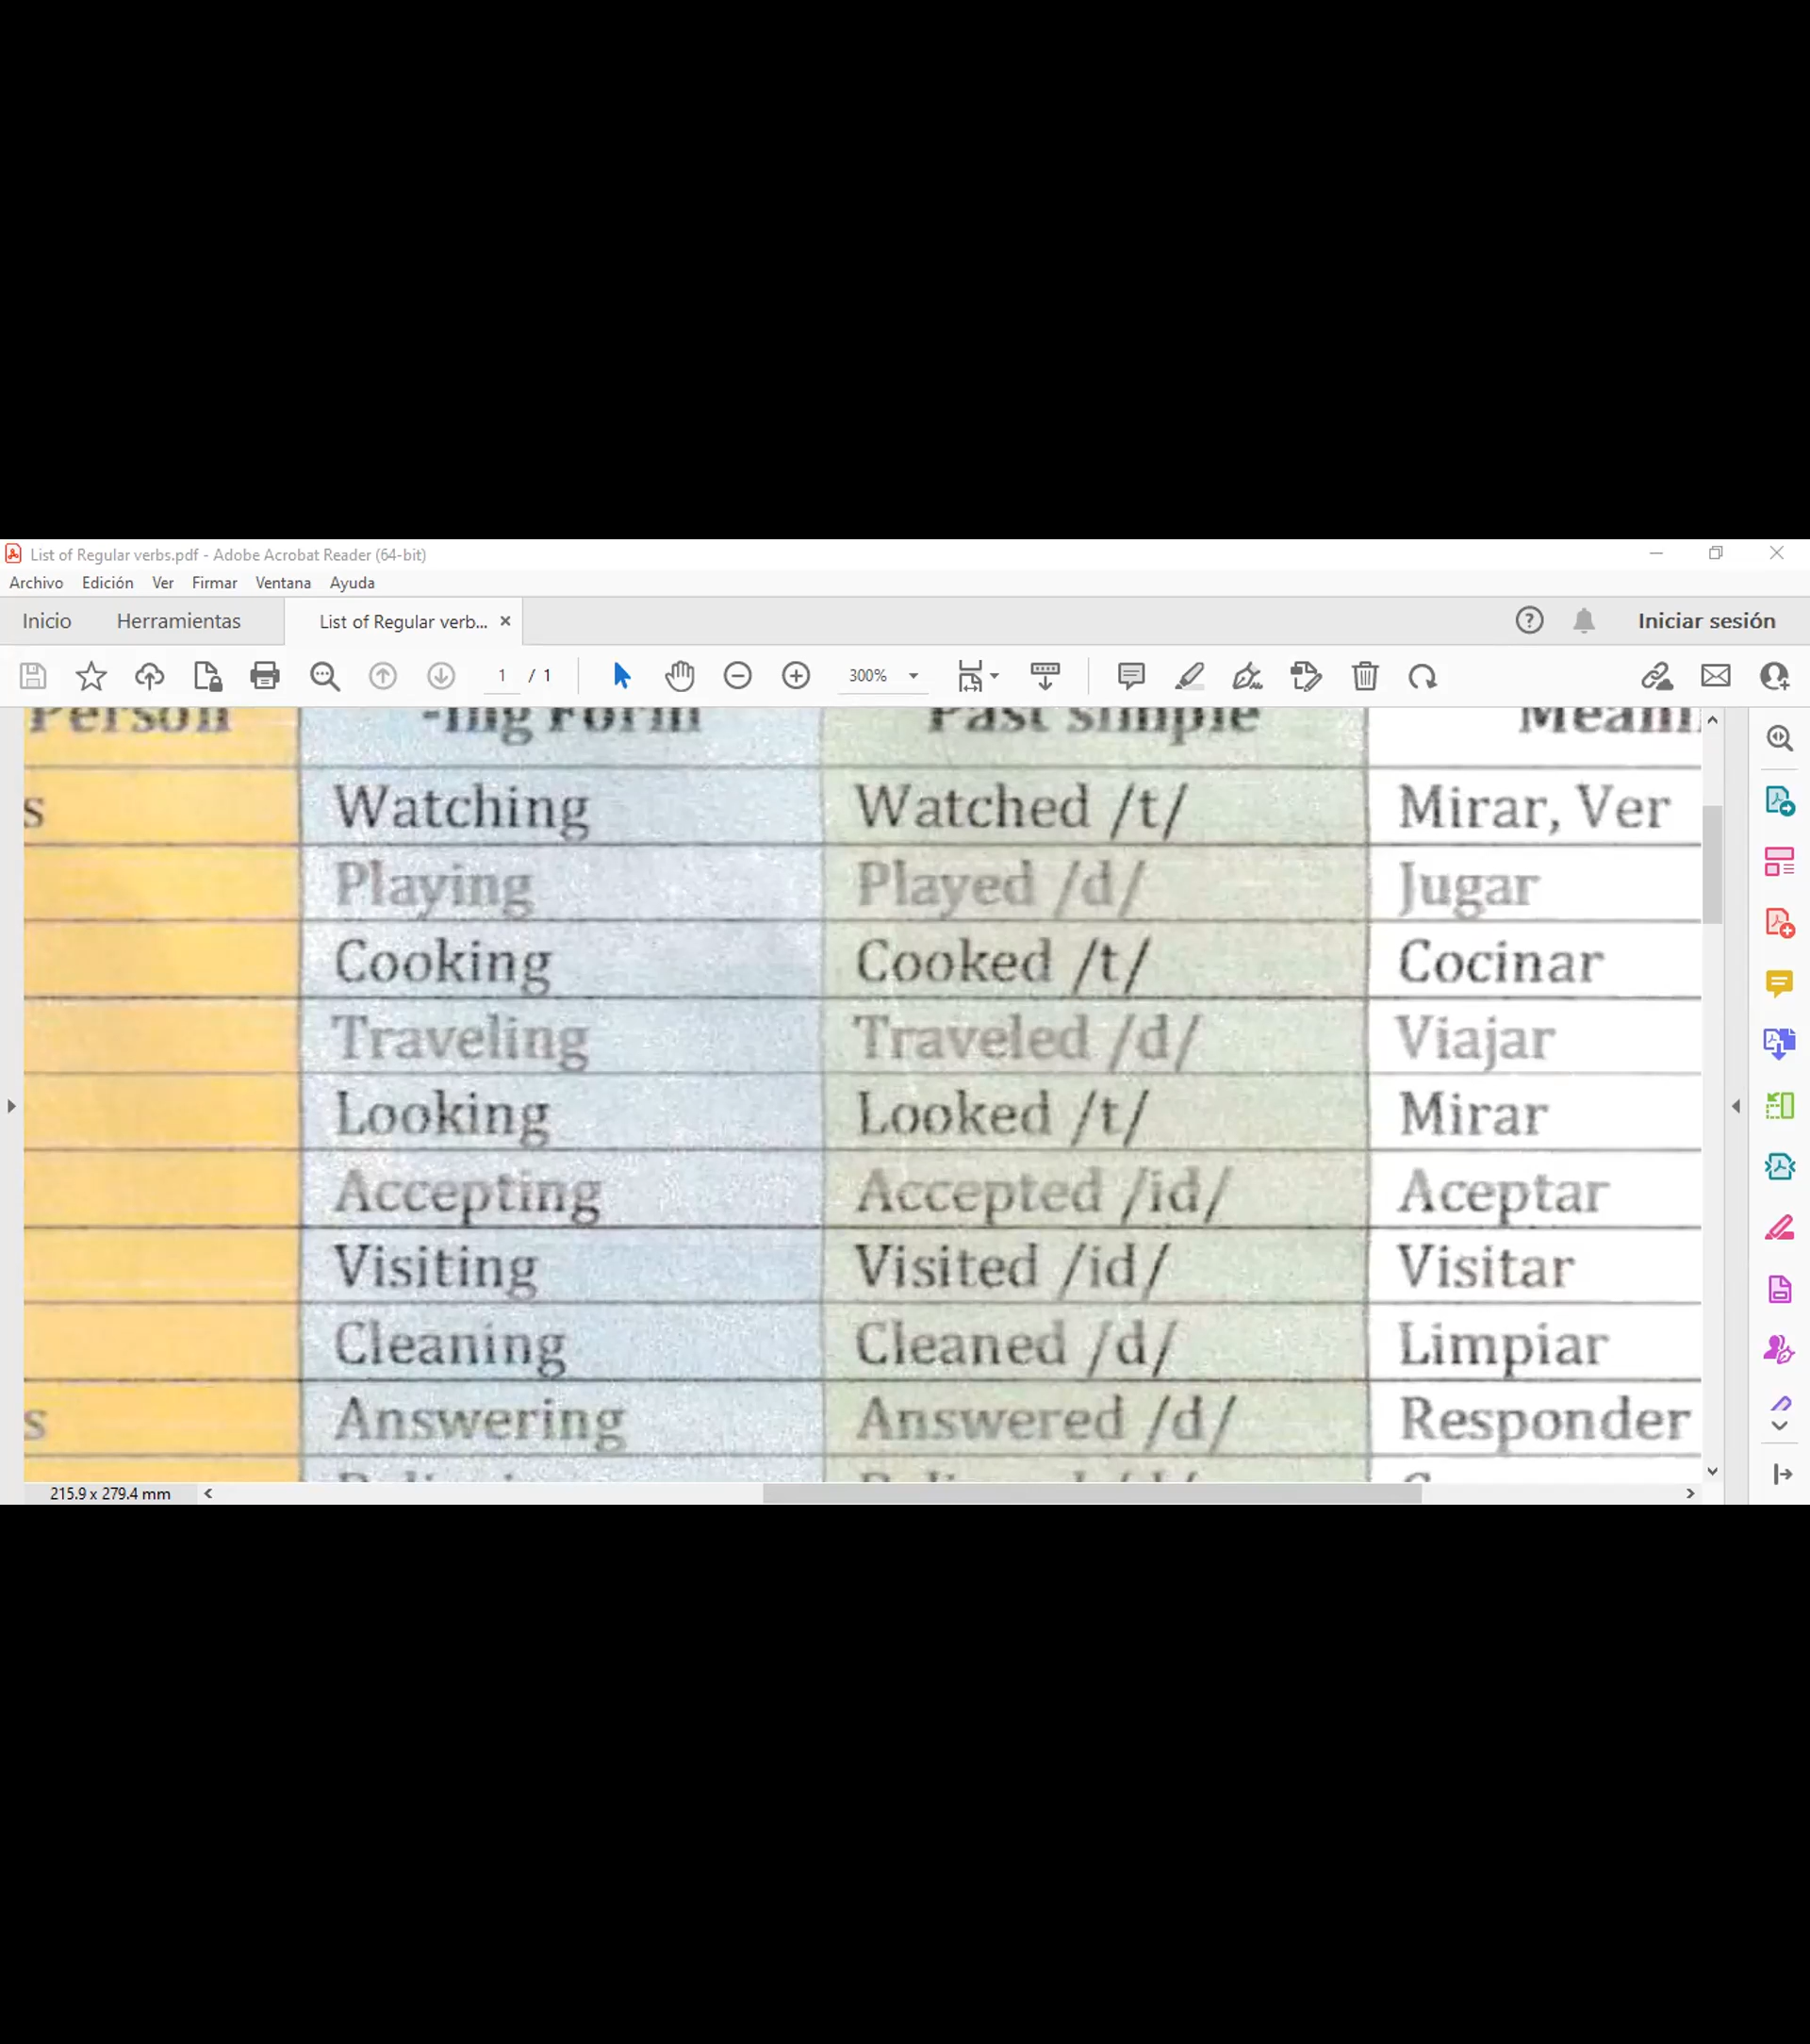 List of Regular verbs.pdf - Adobe Acrobat Reader (64-bit)
Archivo Edición Ver Firmar Ventana Ayuda
Inicio Herramientas List of Regular verb... × Iniciar sesión
1 / 1 300%
Person -ing Form Past simple
s Watching Watched /t/ Mirar, Ver
Playing Played /d/ Jugar
Cooking Cooked /t/ Cocinar
Traveling Traveled /d/ Viajar
Looking Looked /t/ Mirar
Accepting Accepted /id/ Aceptar
Visiting Visited /id/ Visitar
Cleaning Cleaned /d/ Limpiar
s Answering Answered /d/ Responder
215.9 x 279.4 mm